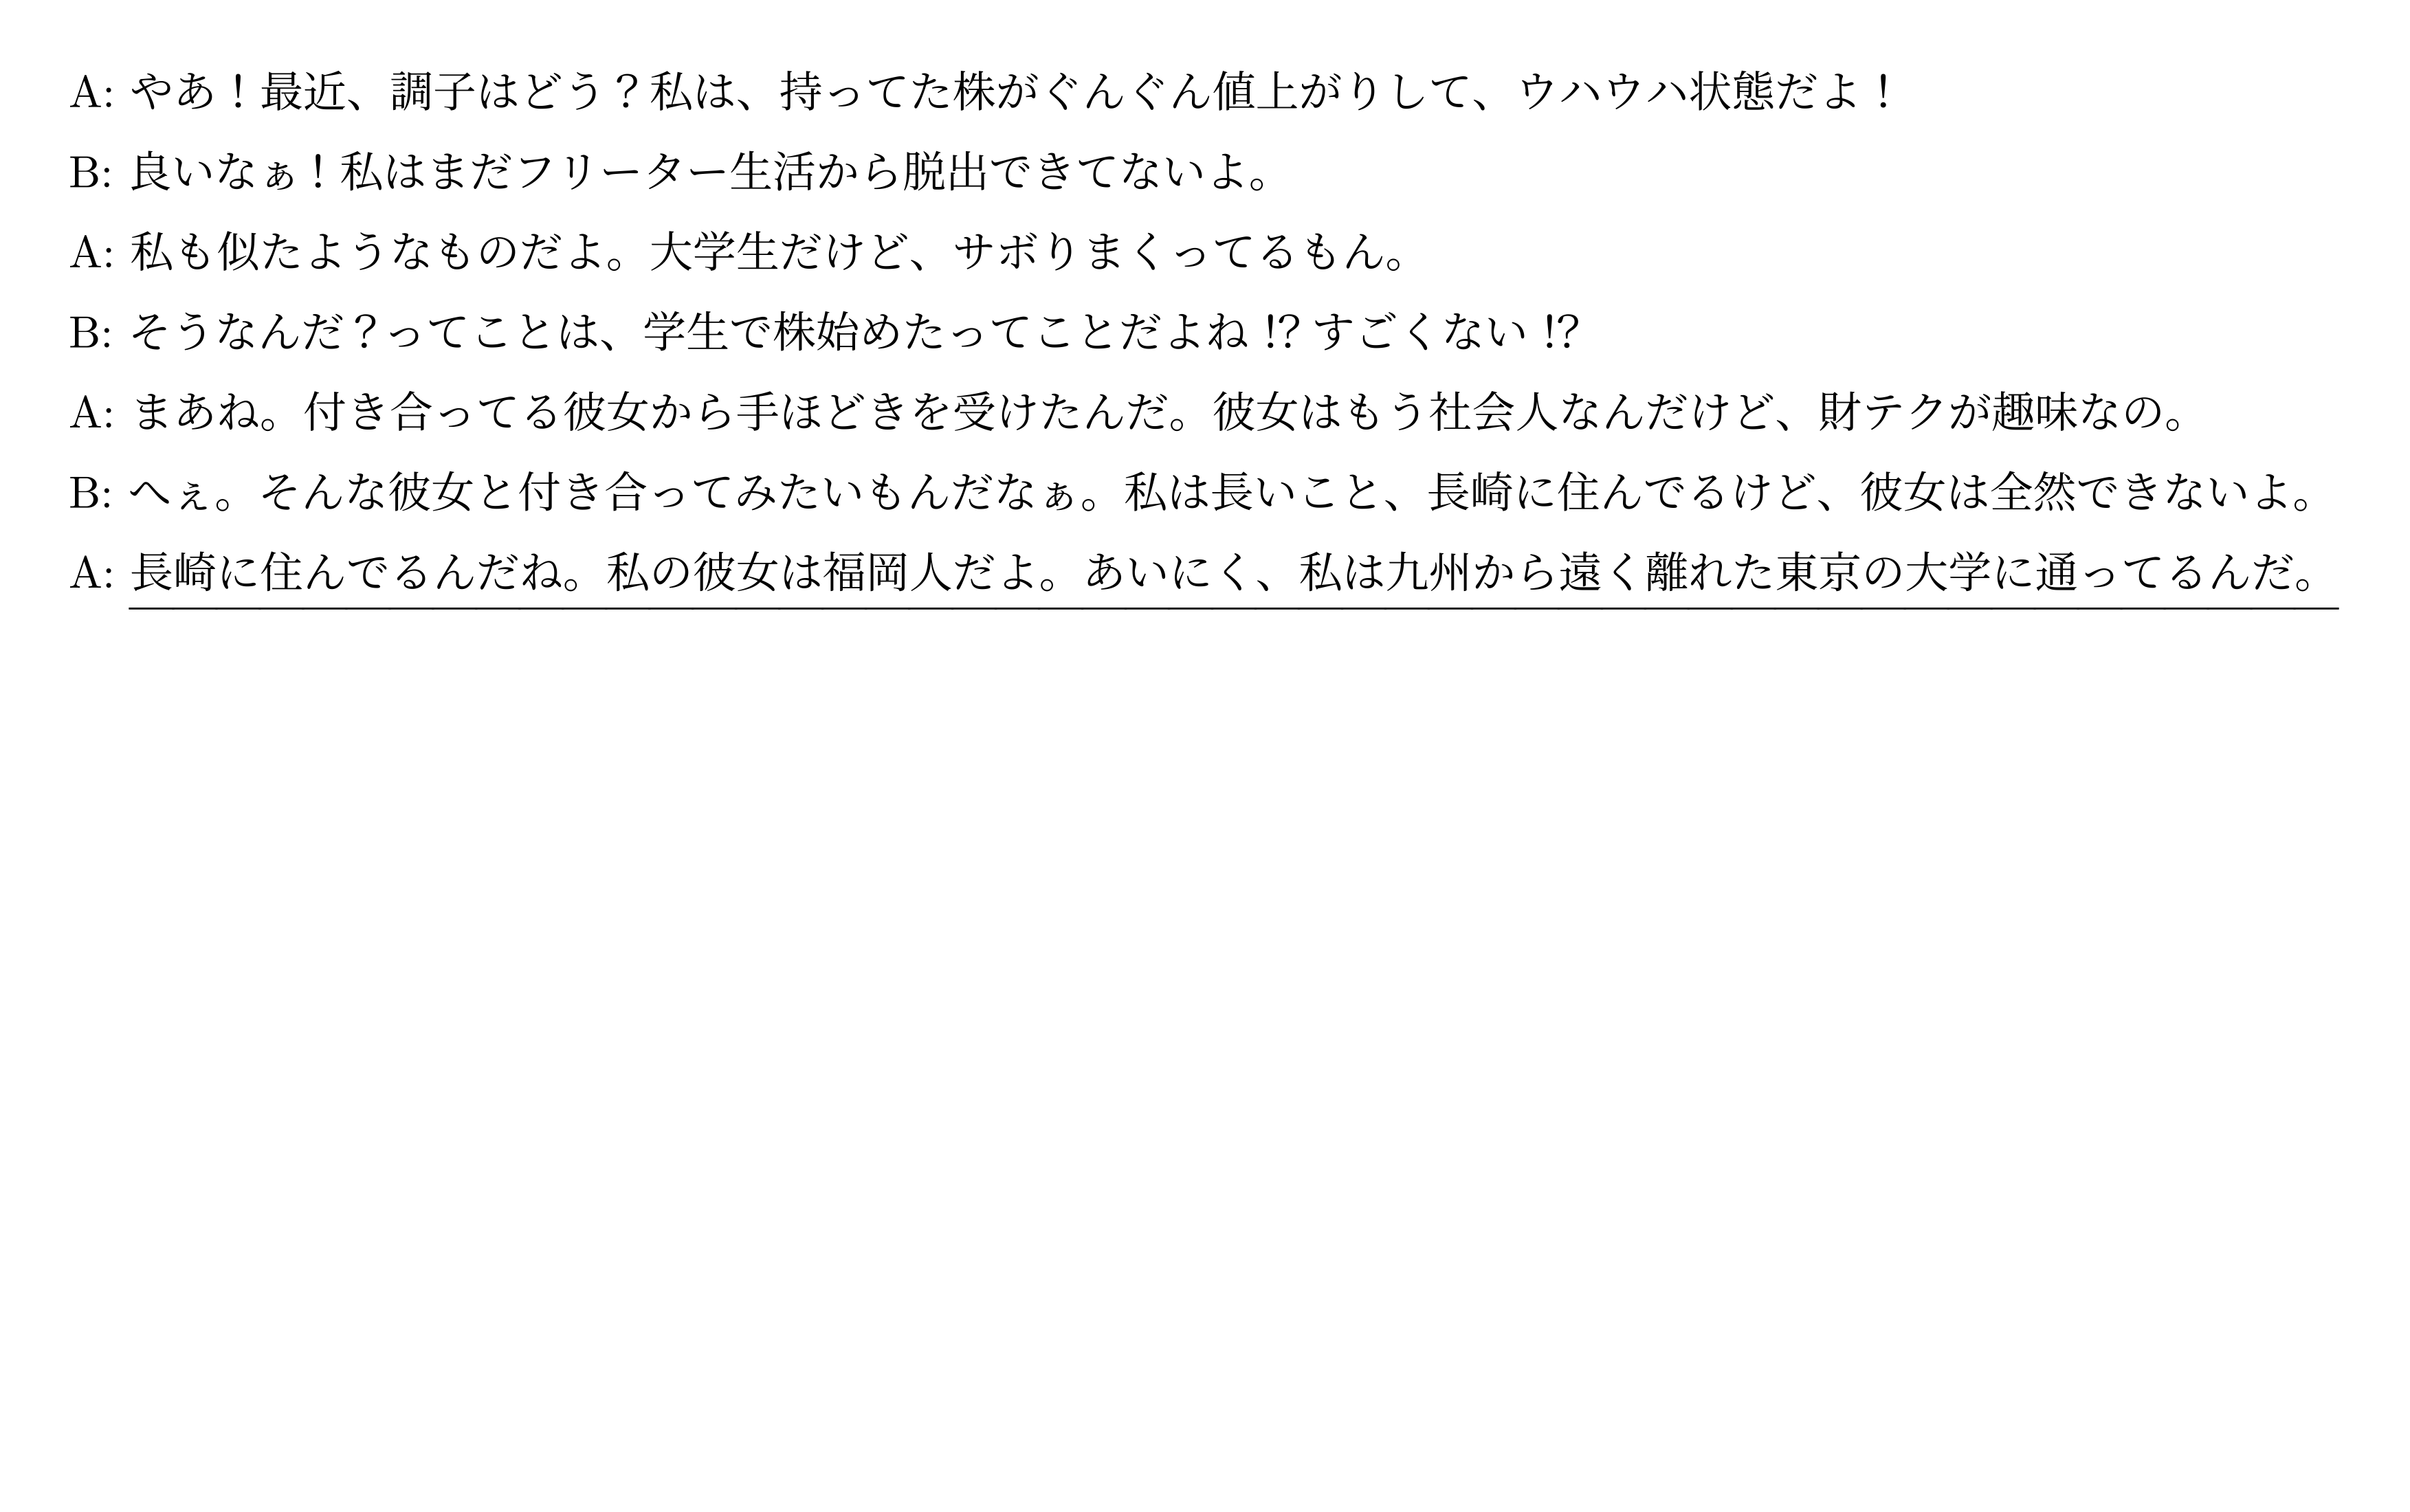 A: やあ！最近、調子はどう？私は、持ってた株がぐんぐん値上がりして、ウハウハ状態だよ！
B: 良いなぁ！私はまだフリーター生活から脱出できてないよ。
A: 私も似たようなものだよ。大学生だけど、サボりまくってるもん。
B: そうなんだ？ってことは、学生で株始めたってことだよね⁉すごくない⁉
A: まあね。付き合ってる彼女から手ほどきを受けたんだ。彼女はもう社会人なんだけど、財テクが趣味なの。
B: へぇ。そんな彼女と付き合ってみたいもんだなぁ。私は長いこと、長崎に住んでるけど、彼女は全然できないよ。
A: 長崎に住んでるんだね。私の彼女は福岡人だよ。あいにく、私は九州から遠く離れた東京の大学に通ってるんだ。